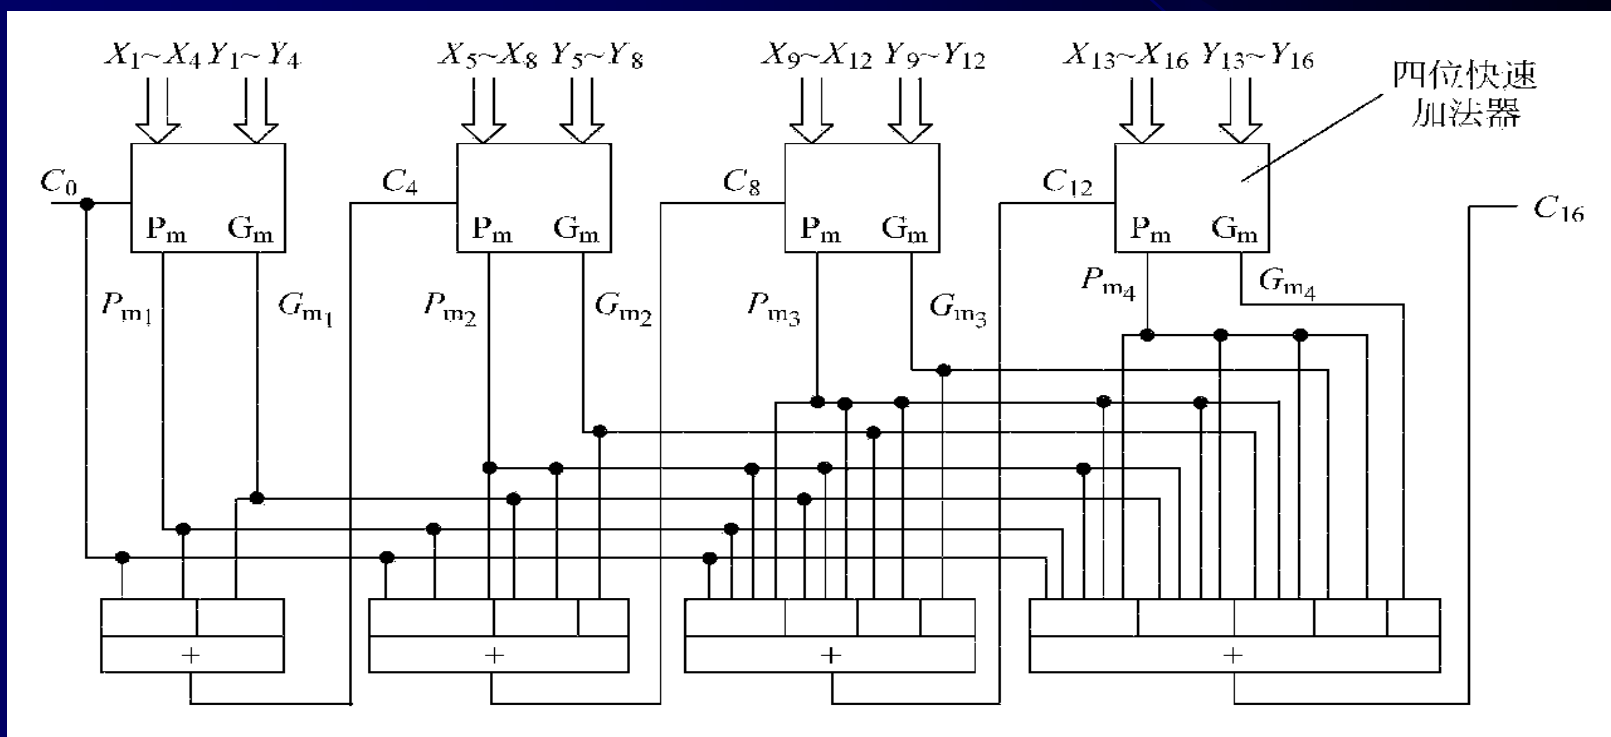 X₁~X₄ Y₁~Y₄ X₅~X₈ Y₅~Y₈ X₉~X₁₂ Y₉~Y₁₂ X₁₃~X₁₆ Y₁₃~Y₁₆
四位快速
加法器
C₀ C₄ C₈ C₁₂ C₁₆
Pₘ Gₘ Pₘ Gₘ Pₘ Gₘ Pₘ Gₘ
Pₘ₁ Gₘ₁ Pₘ₂ Gₘ₂ Pₘ₃ Gₘ₃ Pₘ₄ Gₘ₄
+ + + +